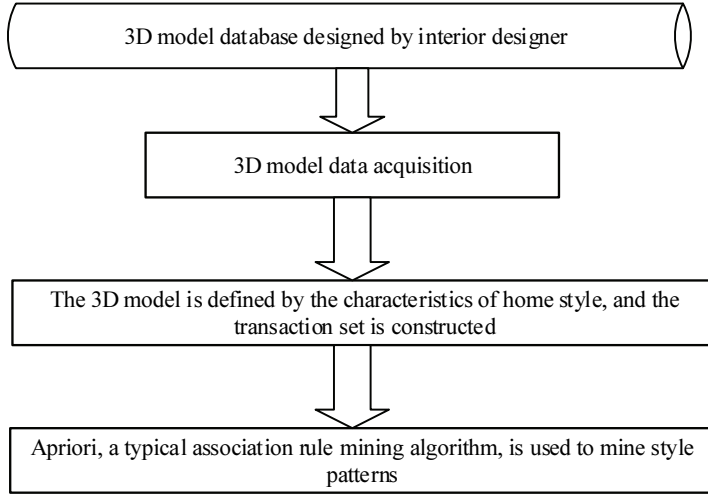 3D model database designed by interior designer
3D model data acquisition
The 3D model is defined by the characteristics of home style, and the
transaction set is constructed
Apriori, a typical association rule mining algorithm, is used to mine style
patterns